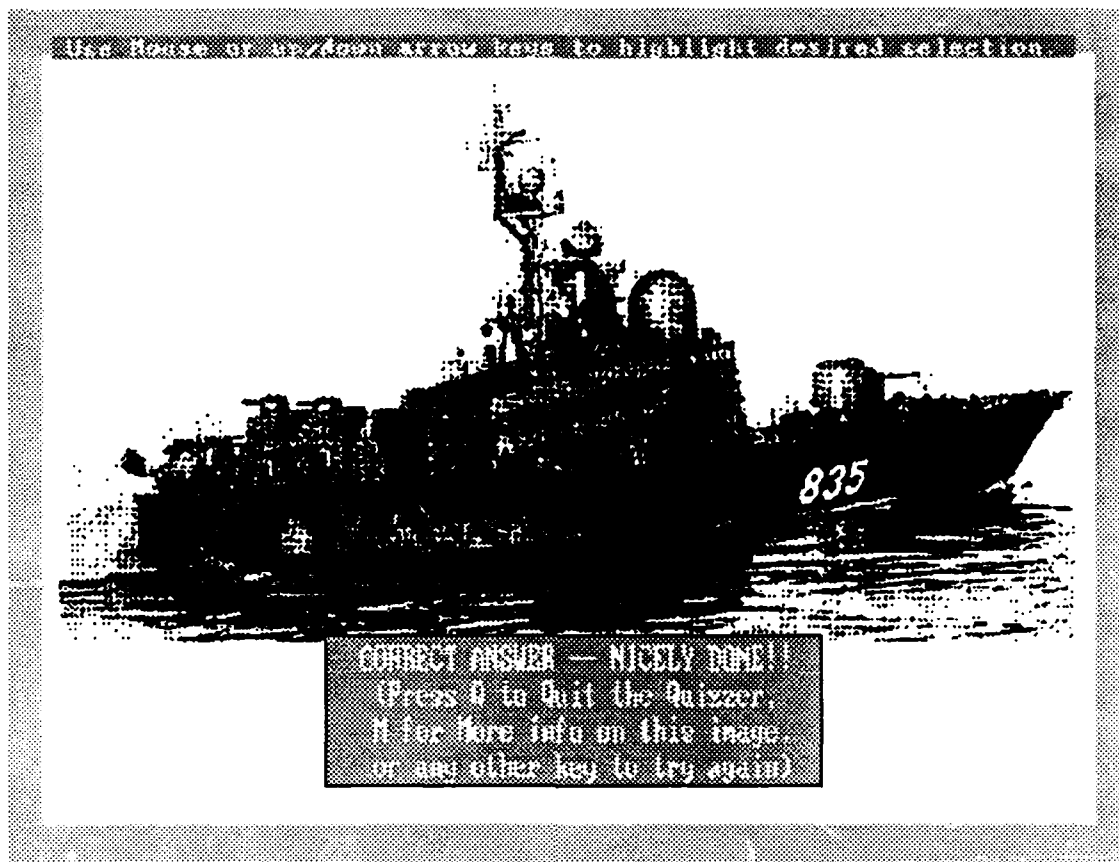 Use Mouse or up/down arrow keys to highlight desired selection.
835
CORRECT ANSWER — NICELY DONE!!
(Press Q to Quit the Quizzer,
M for More info on this image,
or any other key to try again)